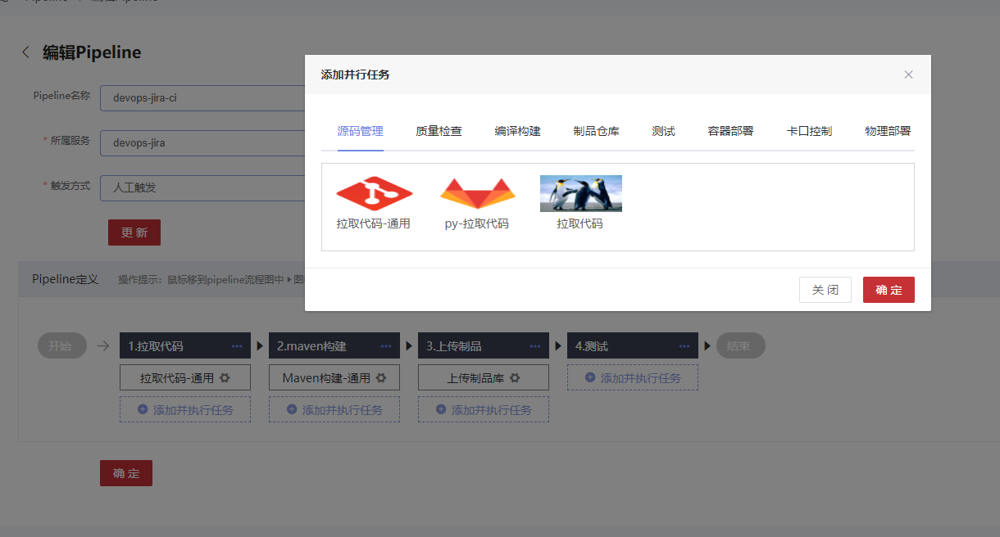 编辑Pipeline
添加并行任务
Pipeline名称
devops-jira-ci
源码管理 质量检查 编译构建 制品仓库 测试 容器部署 卡口控制 物理部署
* 所属服务
devops-jira
* 触发方式
人工触发
拉取代码-通用 py-拉取代码 拉取代码
更 新
Pipeline定义 操作提示: 鼠标移到pipeline流程图中
关 闭 确 定
开始 1.拉取代码 2.maven构建 3.上传制品 4.测试 结束
拉取代码-通用 Maven构建-通用 上传制品库 添加并执行任务
添加并执行任务 添加并执行任务 添加并执行任务
确 定